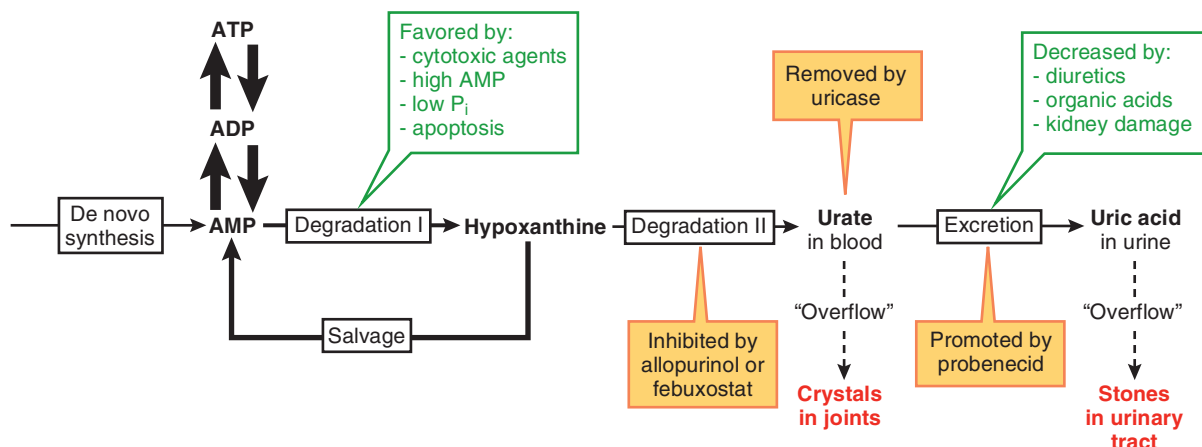 ATP
ADP
De novo
synthesis
AMP
Favored by:
- cytotoxic agents
- high AMP
- low Pi
- apoptosis
Degradation I
Hypoxanthine
Salvage
Degradation II
Inhibited by
allopurinol or
febuxostat
Removed by
uricase
Urate
in blood
“Overflow”
Crystals
in joints
Decreased by:
- diuretics
- organic acids
- kidney damage
Excretion
Promoted by
probenecid
Uric acid
in urine
“Overflow”
Stones
in urinary
tract